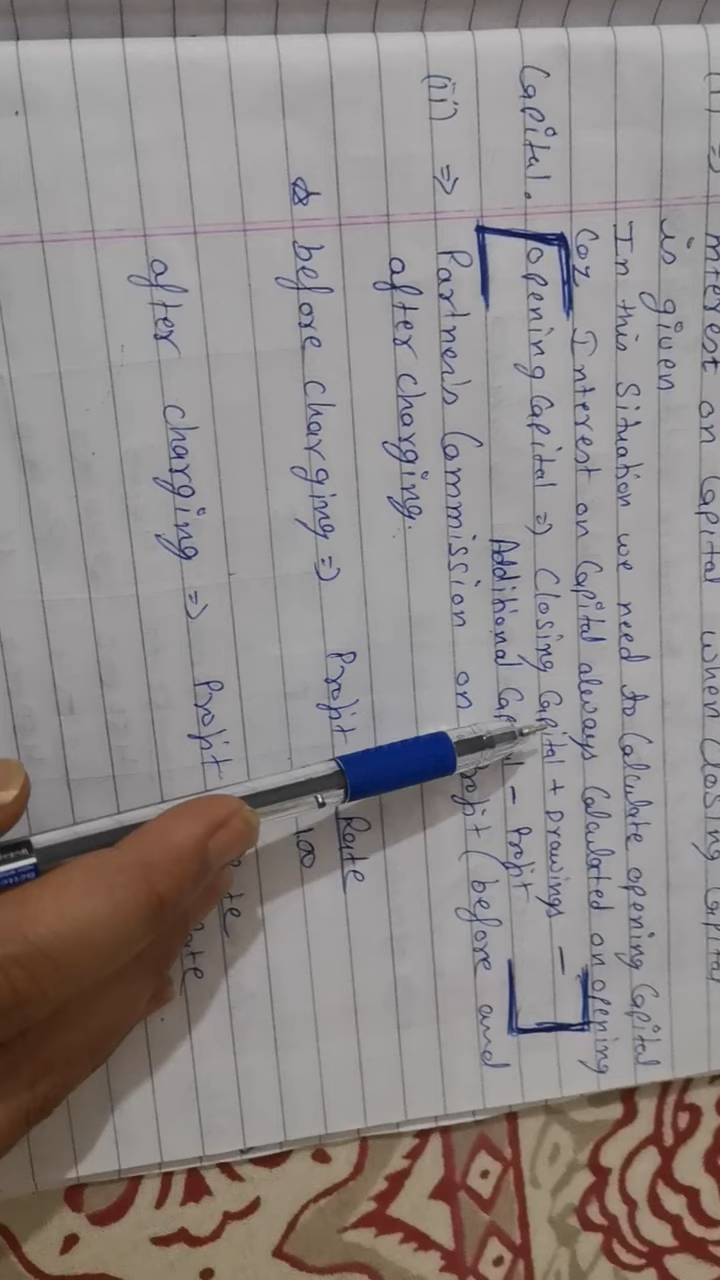 (i) ⇒ interest on Capital when Closing Capital
is given
In this Situation we need to Calculate opening Capital
Coz Interest on Capital always Calculated on opening
Capital.
opening Capital ⇒ Closing Capital + Drawings –
Additional – Profit
(ii) ⇒ Partner's Commission on (before and
after charging.
before charging ⇒ Profit Rate
100
after charging ⇒ Profit